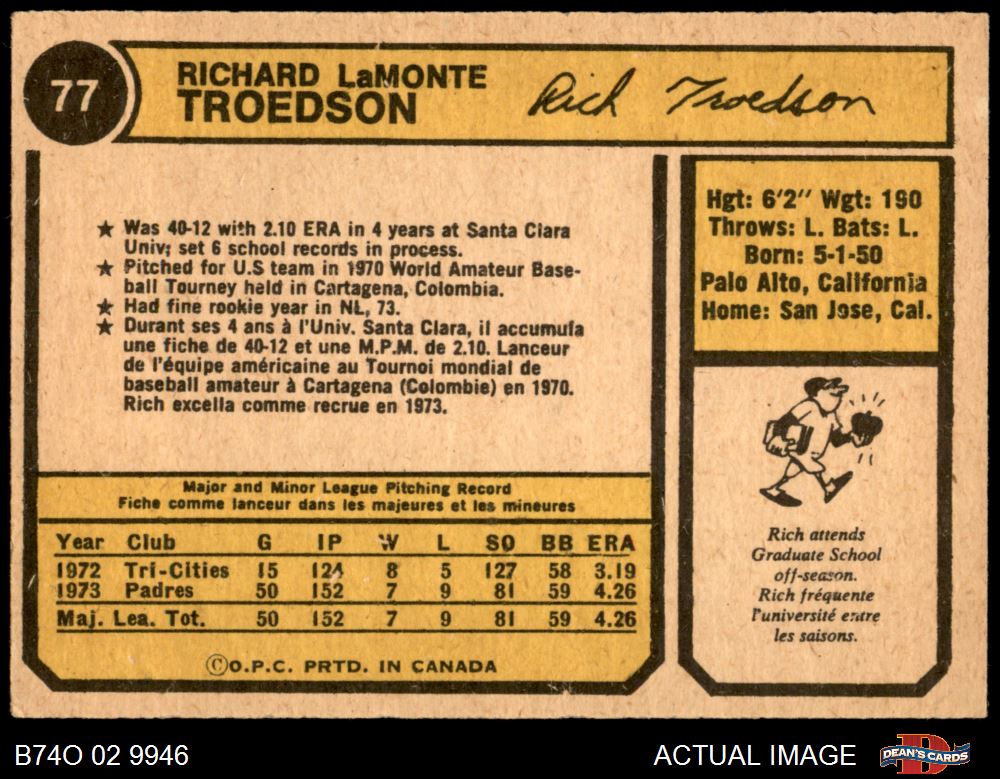 77
RICHARD LaMONTE
TROEDSON
Rich Troedson
★ Was 40-12 with 2.10 ERA in 4 years at Santa Clara
Univ; set 6 school records in process.
★ Pitched for U.S team in 1970 World Amateur Base-
ball Tourney held in Cartagena, Colombia.
★ Had fine rookie year in NL, 73.
★ Durant ses 4 ans à l'Univ. Santa Clara, il accumula
une fiche de 40-12 et une M.P.M. de 2.10. Lanceur
de l'équipe américaine au Tournoi mondial de
baseball amateur à Cartagena (Colombie) en 1970.
Rich excella comme recrue en 1973.
Hgt: 6'2" Wgt: 190
Throws: L. Bats: L.
Born: 5-1-50
Palo Alto, California
Home: San Jose, Cal.
Rich attends
Graduate School
off-season.
Rich fréquente
l'université entre
les saisons.
Major and Minor League Pitching Record
Fiche comme lanceur dans les majeures et les mineures
Year Club G IP W L SO BB ERA
1972 Tri-Cities 15 124 8 5 127 58 3.19
1973 Padres 50 152 7 9 81 59 4.26
Maj. Lea. Tot. 50 152 7 9 81 59 4.26
©O.P.C. PRTD. IN CANADA
B74O 02 9946
ACTUAL IMAGE
DEAN'S CARDS